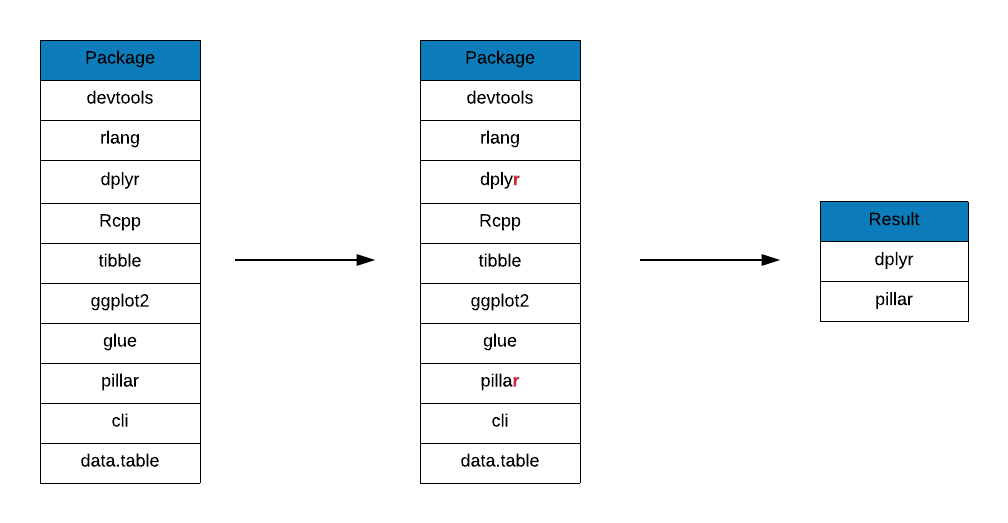 Package
devtools
rlang
dplyr
Rcpp
tibble
ggplot2
glue
pillar
cli
data.table
Package
devtools
rlang
dplyr
Rcpp
tibble
ggplot2
glue
pillar
cli
data.table
Result
dplyr
pillar